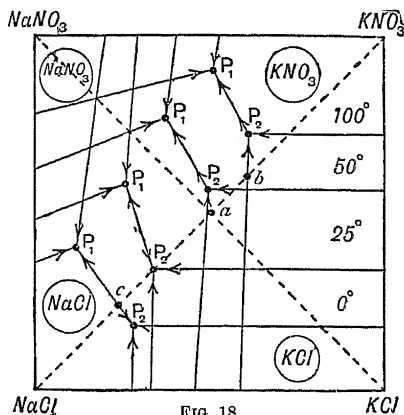 NaNO₃ KNO₃
NaNO₃ KNO₃
P₁
P₁
P₂ 100°
50°
b
P₁ P₂
a
25°
P₁ P₂
NaCl c 0°
P₂
KCl
NaCl FIG. 18 KCl